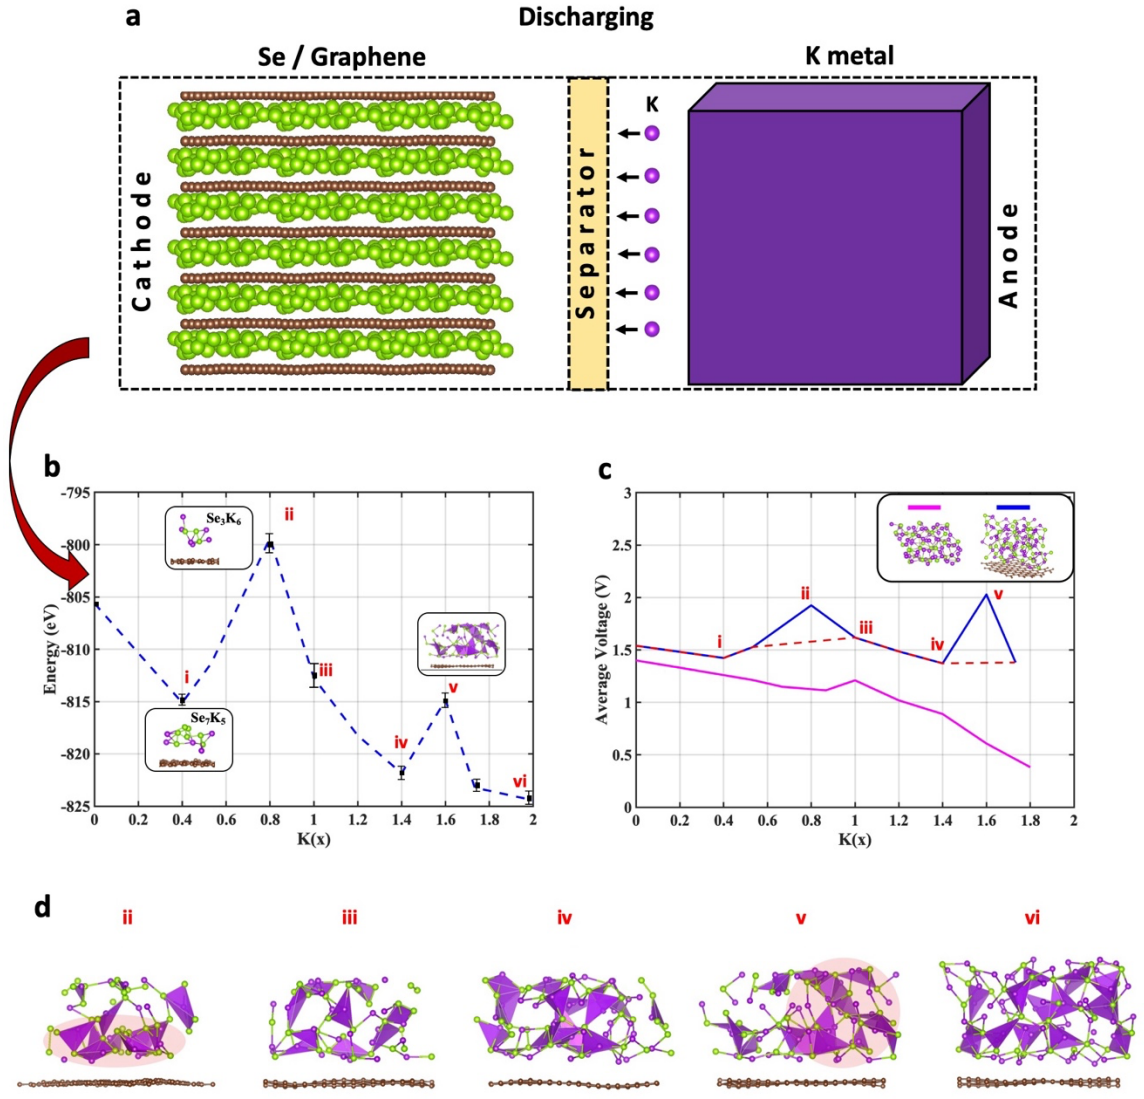 a
Discharging
Se / Graphene
K metal
Cathode
Separator
K
Anode
b
-795
-800
-805
-810
-815
-820
-825
Energy (eV)
0 0.2 0.4 0.6 0.8 1 1.2 1.4 1.6 1.8 2
K(x)
Se3K6
Se7K5
i
ii
iii
iv
v
vi
c
3
2.5
2
1.5
1
0.5
0
Average Voltage (V)
0 0.2 0.4 0.6 0.8 1 1.2 1.4 1.6 1.8 2
K(x)
i
ii
iii
iv
v
d
ii
iii
iv
v
vi